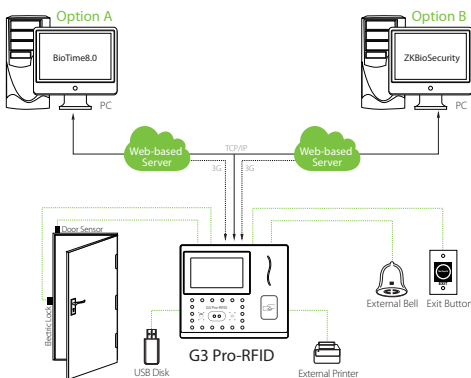 Option A
Option B
BioTime8.0
ZKBioSecurity
PC
PC
Web-based
Server
TCP/IP
Web-based
Server
3G
3G
Door Sensor
Electric Lock
G3 Pro-RFID
EXIT
External Bell
Exit Button
G3 Pro-RFID
USB Disk
External Printer